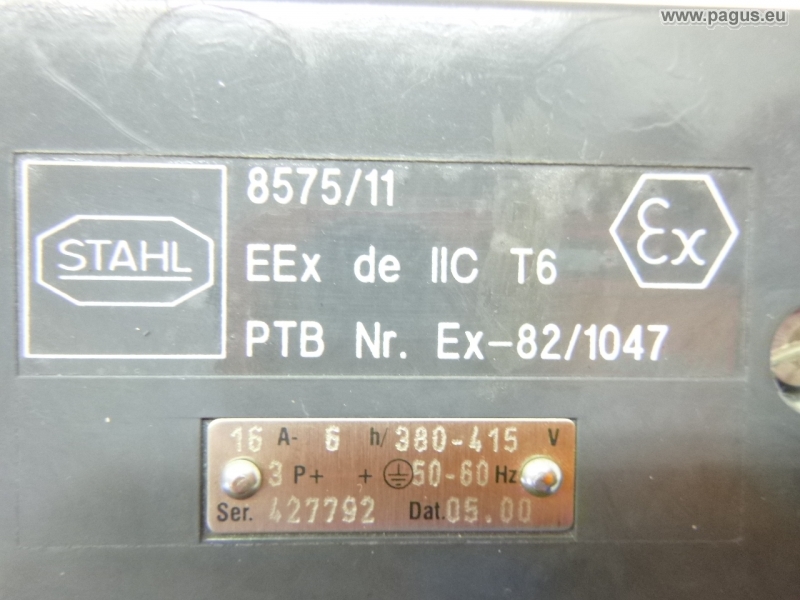 www.pagus.eu
STAHL
8575/11
EEx de IIC T6
PTB Nr. Ex-82/1047
εx
16 A- 6 h/ 380-415 V
3 P+ + ⏚ 50-60 Hz
Ser. 427792 Dat. 05.00